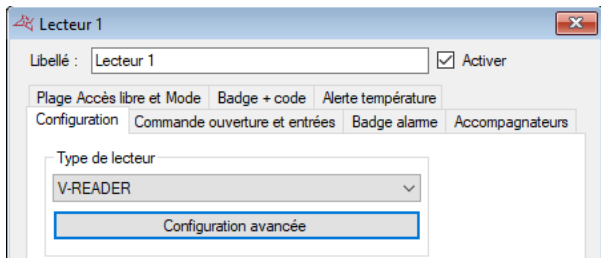 Lecteur 1
Libellé : Lecteur 1 Activer
Plage Accès libre et Mode Badge + code Alerte température
Configuration Commande ouverture et entrées Badge alarme Accompagnateurs
Type de lecteur
V-READER
Configuration avancée